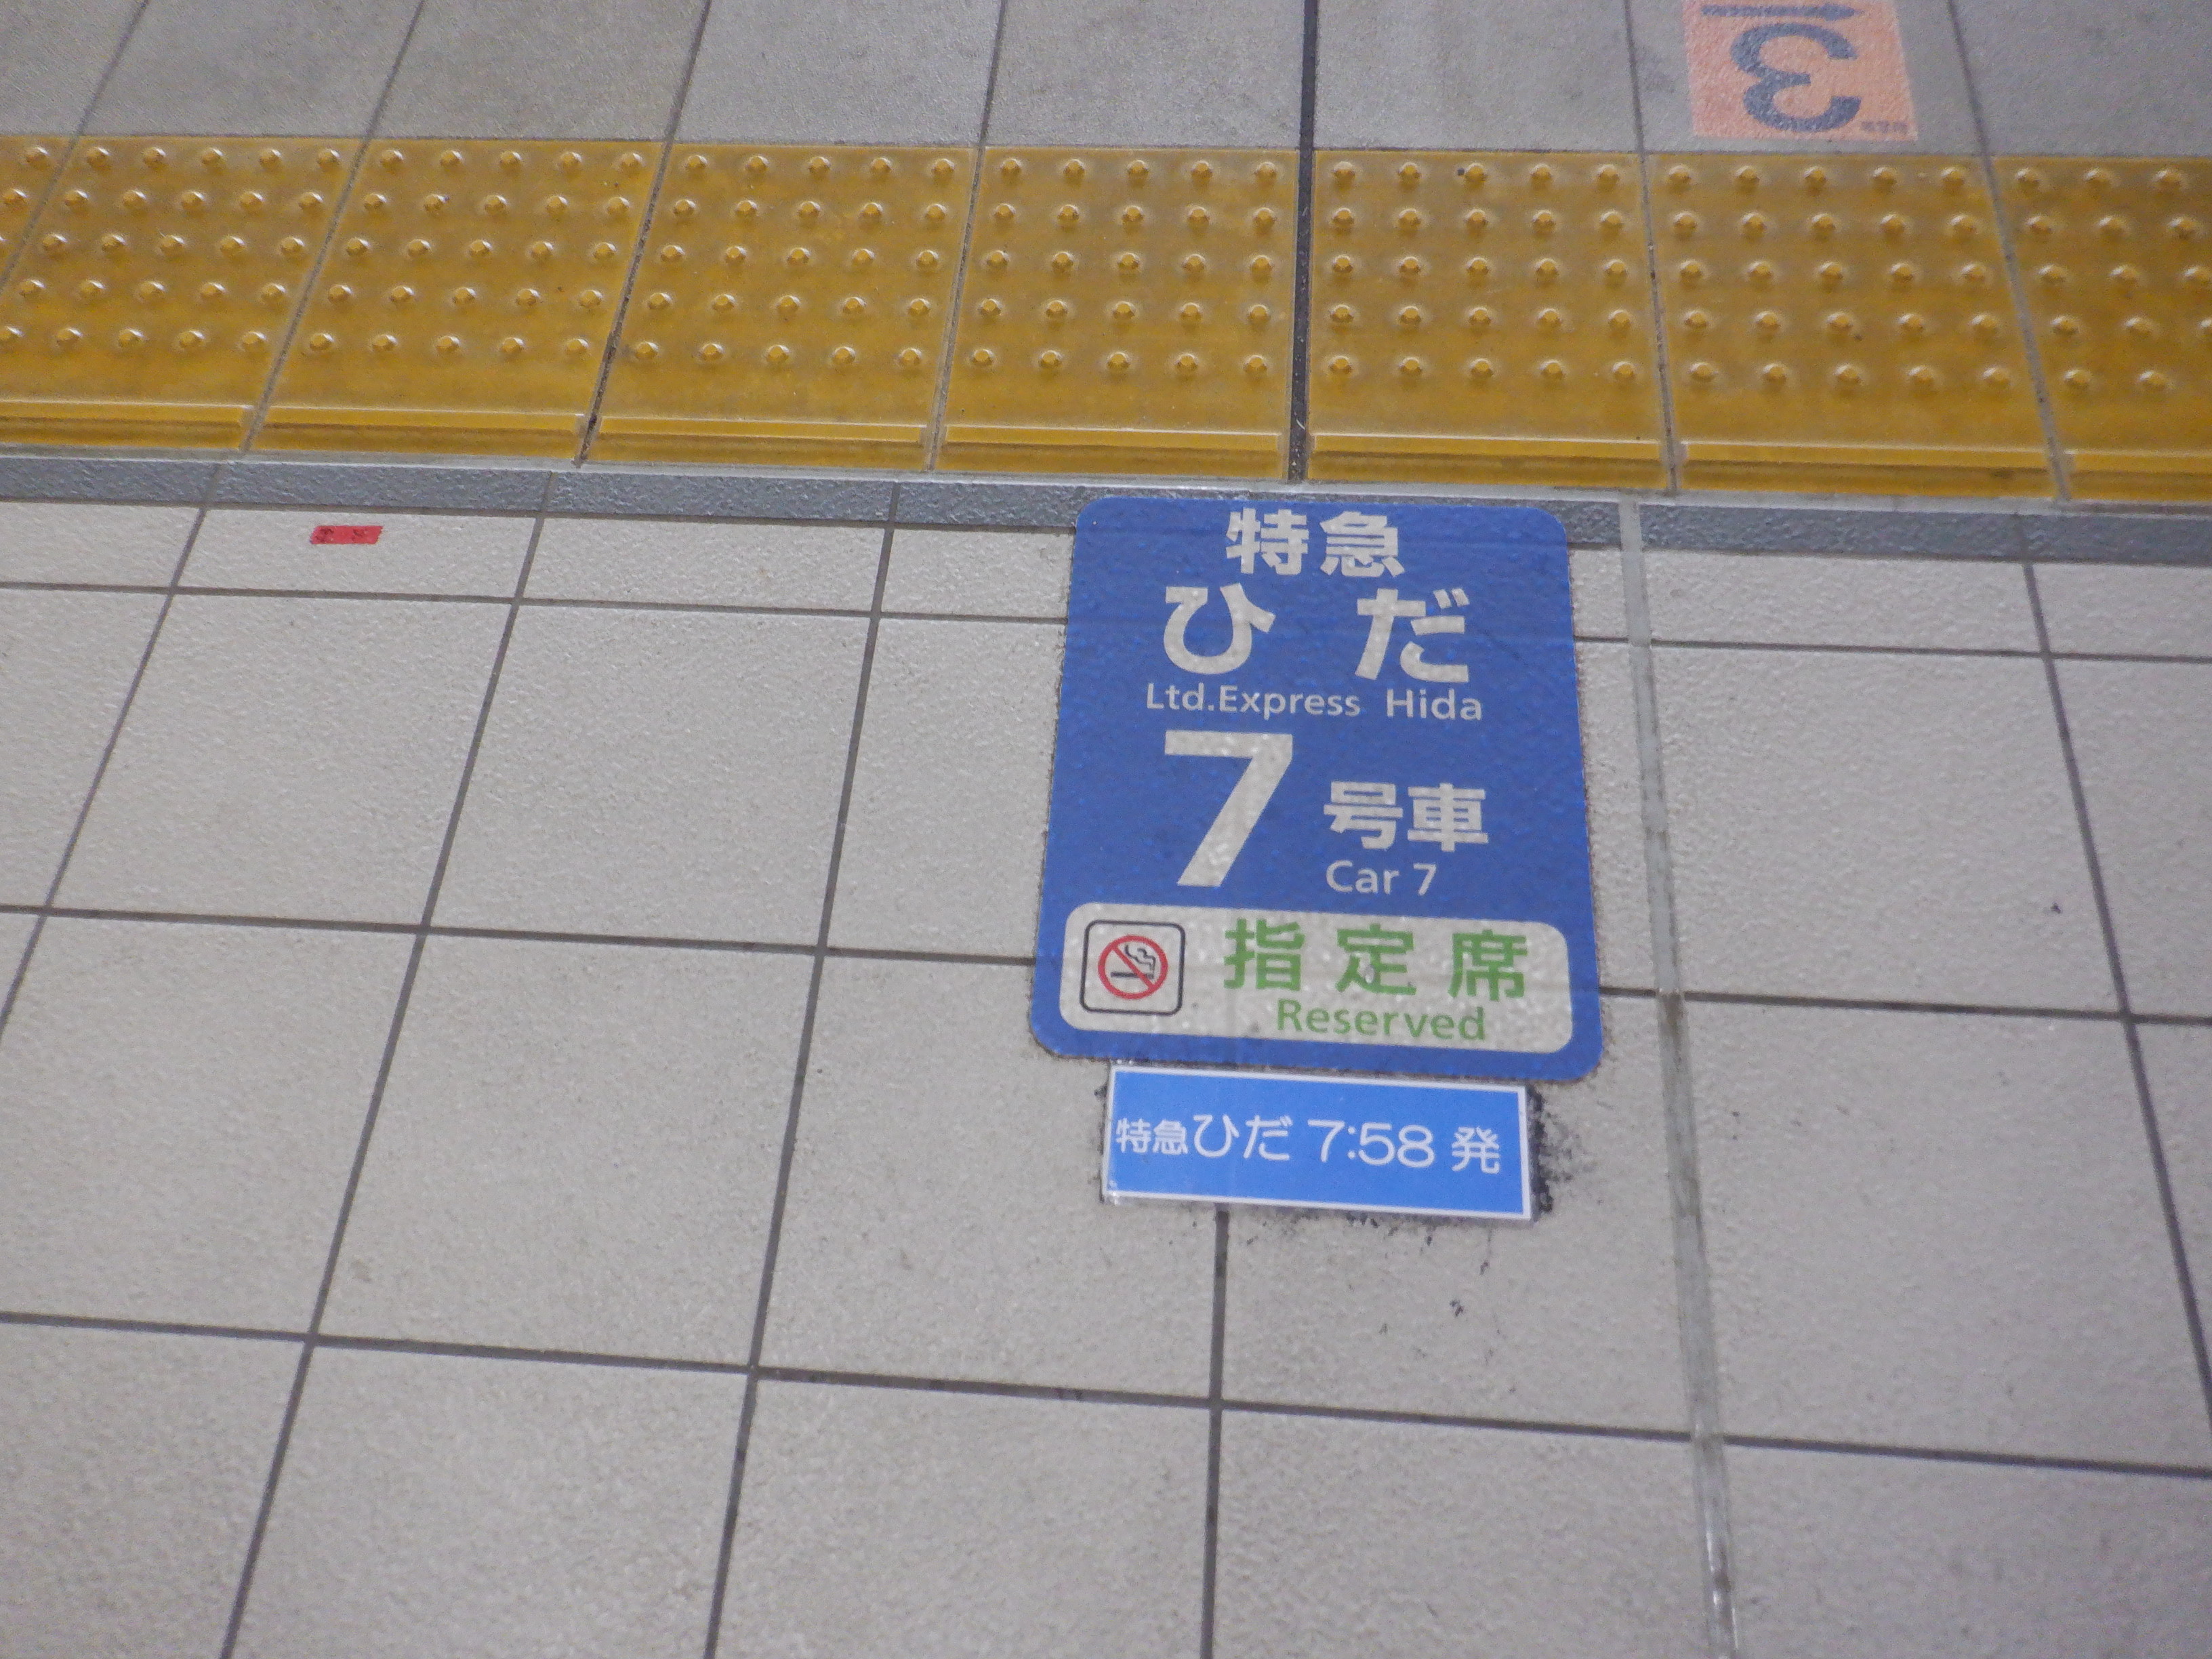 特急
ひだ
Ltd.Express Hida
7号車
Car 7
指定席
Reserved
特急ひだ 7:58 発